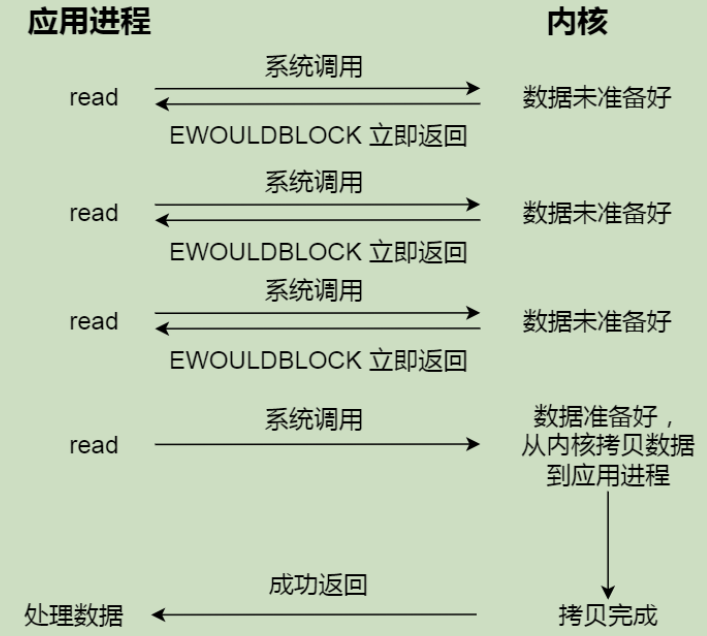 应用进程 内核
系统调用
read 数据未准备好
EWOULDBLOCK 立即返回
系统调用
read 数据未准备好
EWOULDBLOCK 立即返回
系统调用
read 数据未准备好
EWOULDBLOCK 立即返回
系统调用
read
数据准备好，
从内核拷贝数据
到应用进程
成功返回
处理数据 拷贝完成